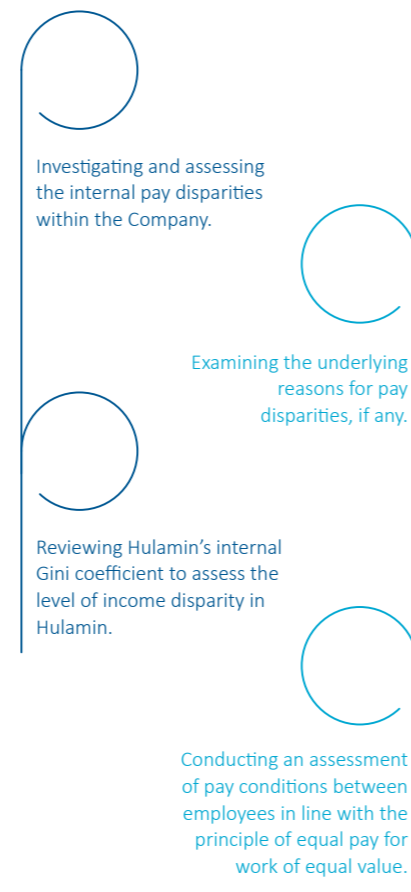 Investigating and assessing
the internal pay disparities
within the Company.
Examining the underlying
reasons for pay
disparities, if any.
Reviewing Hulamin’s internal
Gini coefficient to assess the
level of income disparity in
Hulamin.
Conducting an assessment
of pay conditions between
employees in line with the
principle of equal pay for
work of equal value.